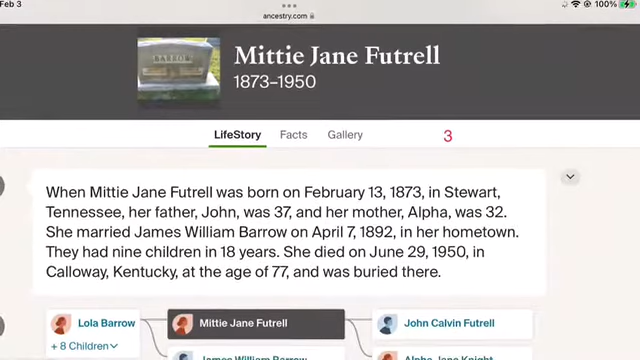 Feb 3
100%
ancestry.com
Mittie Jane Futrell
1873–1950
BARROW
LifeStory Facts Gallery 3
When Mittie Jane Futrell was born on February 13, 1873, in Stewart,
Tennessee, her father, John, was 37, and her mother, Alpha, was 32.
She married James William Barrow on April 7, 1892, in her hometown.
They had nine children in 18 years. She died on June 29, 1950, in
Calloway, Kentucky, at the age of 77, and was buried there.
Lola Barrow Mittie Jane Futrell John Calvin Futrell
+ 8 Children
James William Barrow Alpha Jane Knight